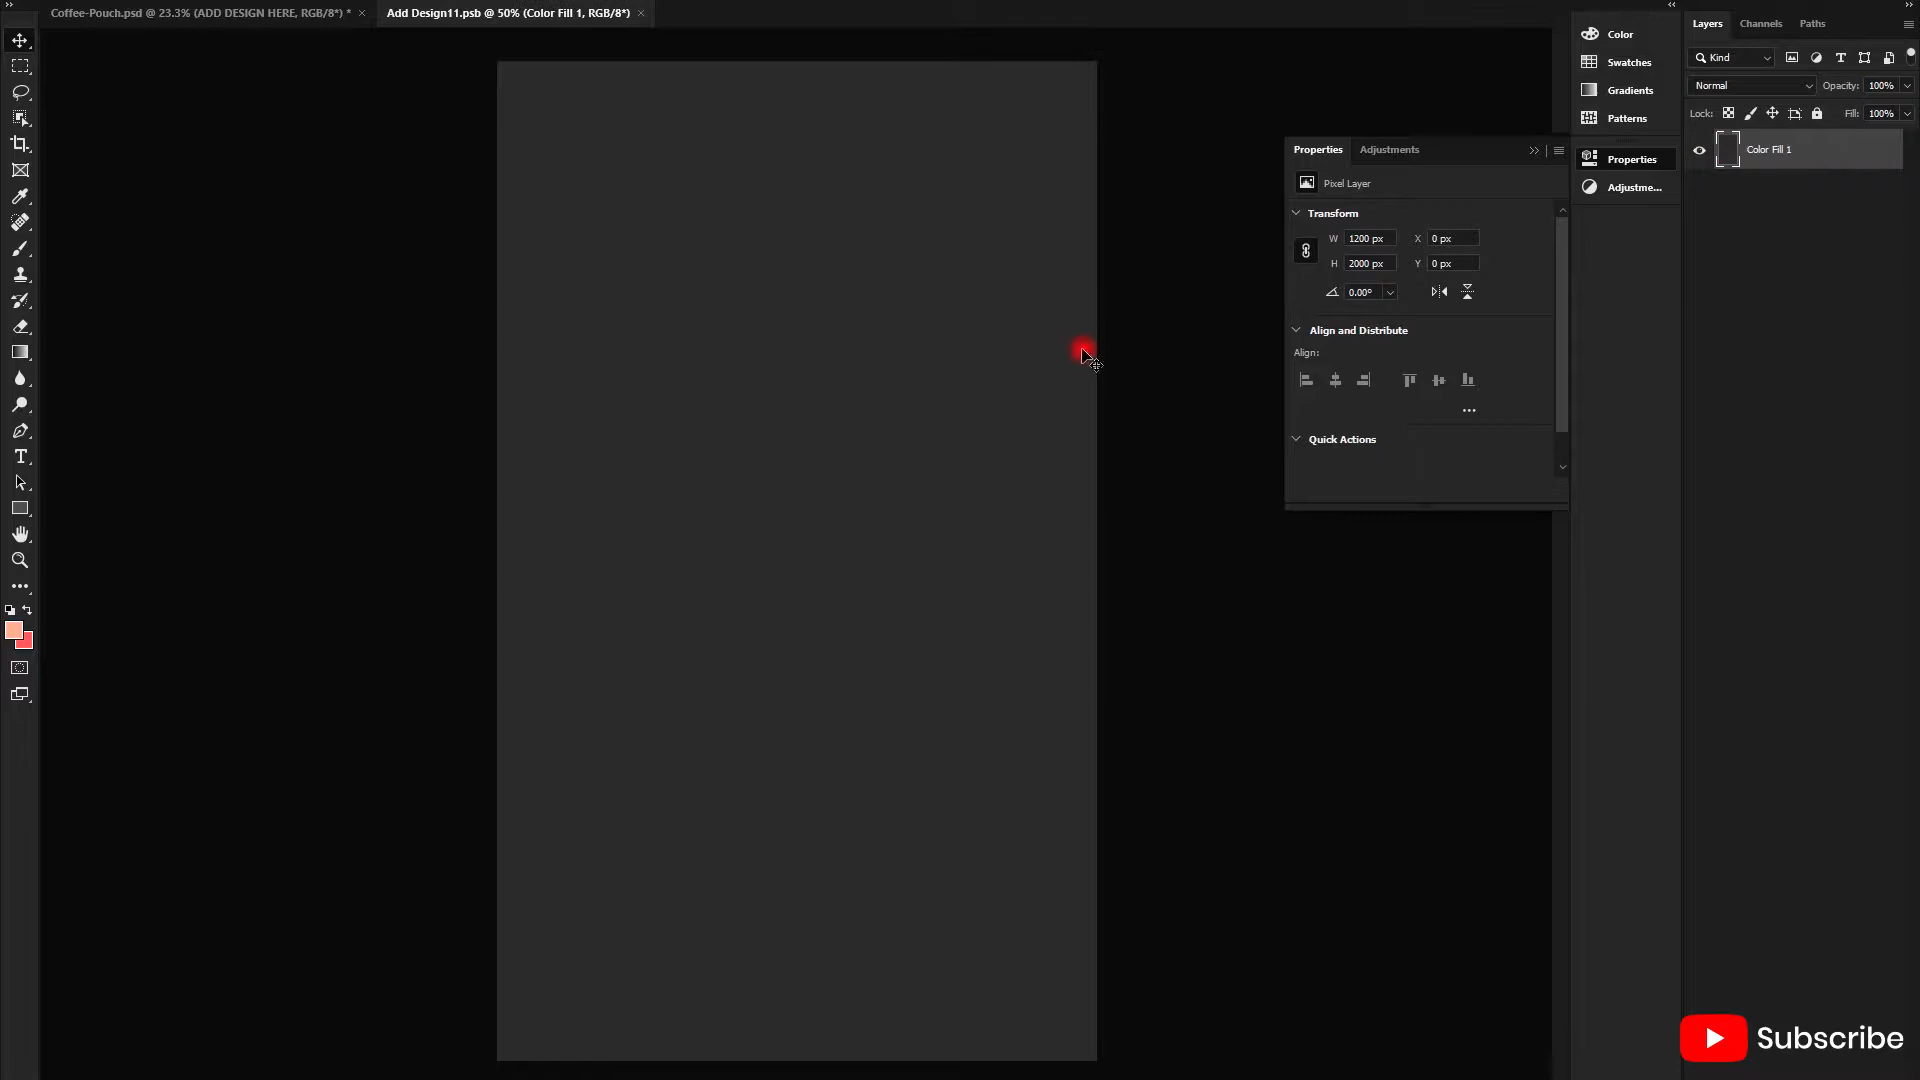 Coffee-Pouch.psd @ 23.3% (ADD DESIGN HERE, RGB/8*) *
Add Design11.psb @ 50% (Color Fill 1, RGB/8*)
Color
Swatches
Gradients
Patterns
Properties
Adjustme...
Layers
Channels
Paths
Kind
Normal
Opacity:
100%
Lock:
Fill:
100%
Color Fill 1
Properties
Adjustments
Pixel Layer
Transform
W
1200 px
X
0 px
H
2000 px
Y
0 px
0.00°
Align and Distribute
Align:
Quick Actions
Subscribe